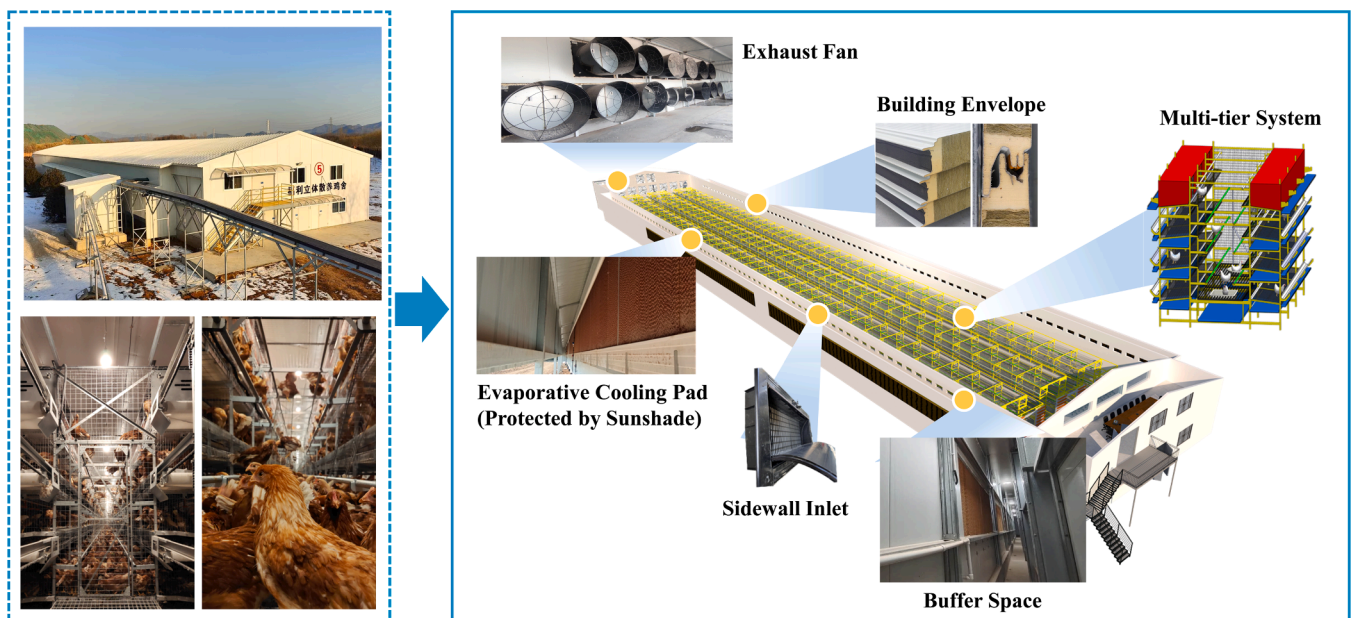 ⑤
利立体散养鸡舍
Exhaust Fan
Building Envelope
Multi-tier System
Evaporative Cooling Pad
(Protected by Sunshade)
Sidewall Inlet
Buffer Space